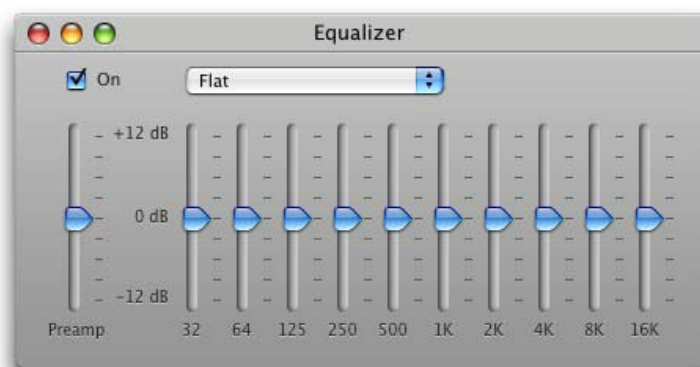 Equalizer
On
Flat
+12 dB
0 dB
-12 dB
Preamp 32 64 125 250 500 1K 2K 4K 8K 16K